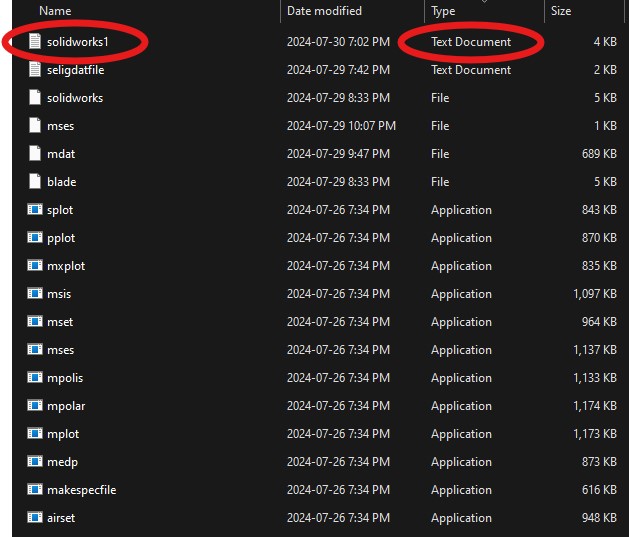 Name Date modified Type Size
solidworks1 2024-07-30 7:02 PM Text Document 4 KB
seligdatfile 2024-07-29 7:42 PM Text Document 2 KB
solidworks 2024-07-29 8:33 PM File 5 KB
mses 2024-07-29 10:07 PM File 1 KB
mdat 2024-07-29 9:47 PM File 689 KB
blade 2024-07-29 8:33 PM File 5 KB
splot 2024-07-26 7:34 PM Application 843 KB
pplot 2024-07-26 7:34 PM Application 870 KB
mxplot 2024-07-26 7:34 PM Application 835 KB
msis 2024-07-26 7:34 PM Application 1,097 KB
mset 2024-07-26 7:34 PM Application 964 KB
mses 2024-07-26 7:34 PM Application 1,137 KB
mpolis 2024-07-26 7:34 PM Application 1,133 KB
mpolar 2024-07-26 7:34 PM Application 1,174 KB
mplot 2024-07-26 7:34 PM Application 1,173 KB
medp 2024-07-26 7:34 PM Application 873 KB
makespecfile 2024-07-26 7:34 PM Application 616 KB
airset 2024-07-26 7:34 PM Application 948 KB